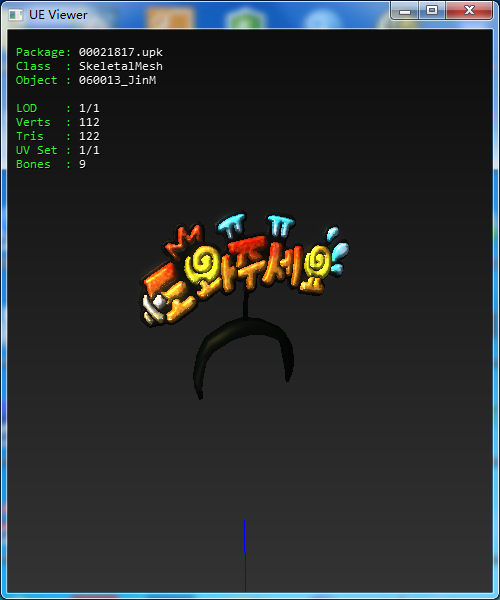 UE Viewer
Package: 00021817.upk
Class : SkeletalMesh
Object : 060013_JinM
LOD : 1/1
Verts : 112
Tris : 122
UV Set : 1/1
Bones : 9
ㅠ ㅠ
도와주세요